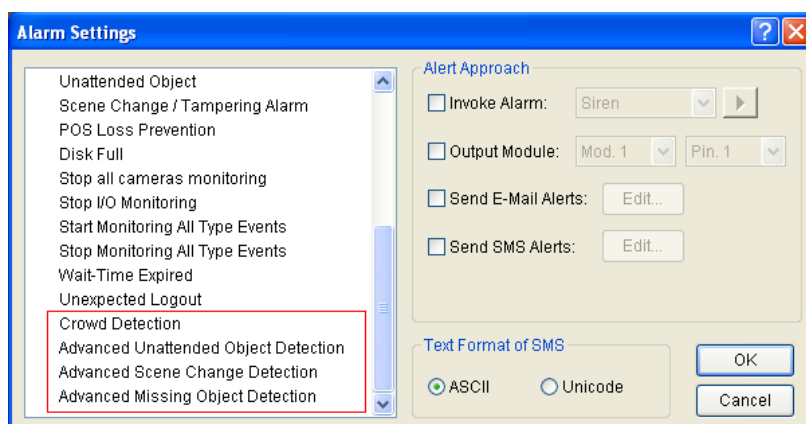 Alarm Settings
Unattended Object
Scene Change / Tampering Alarm
POS Loss Prevention
Disk Full
Stop all cameras monitoring
Stop I/O Monitoring
Start Monitoring All Type Events
Stop Monitoring All Type Events
Wait-Time Expired
Unexpected Logout
Crowd Detection
Advanced Unattended Object Detection
Advanced Scene Change Detection
Advanced Missing Object Detection
Alert Approach
Invoke Alarm: Siren
Output Module: Mod. 1 Pin. 1
Send E-Mail Alerts: Edit...
Send SMS Alerts: Edit...
Text Format of SMS
ASCII Unicode
OK
Cancel